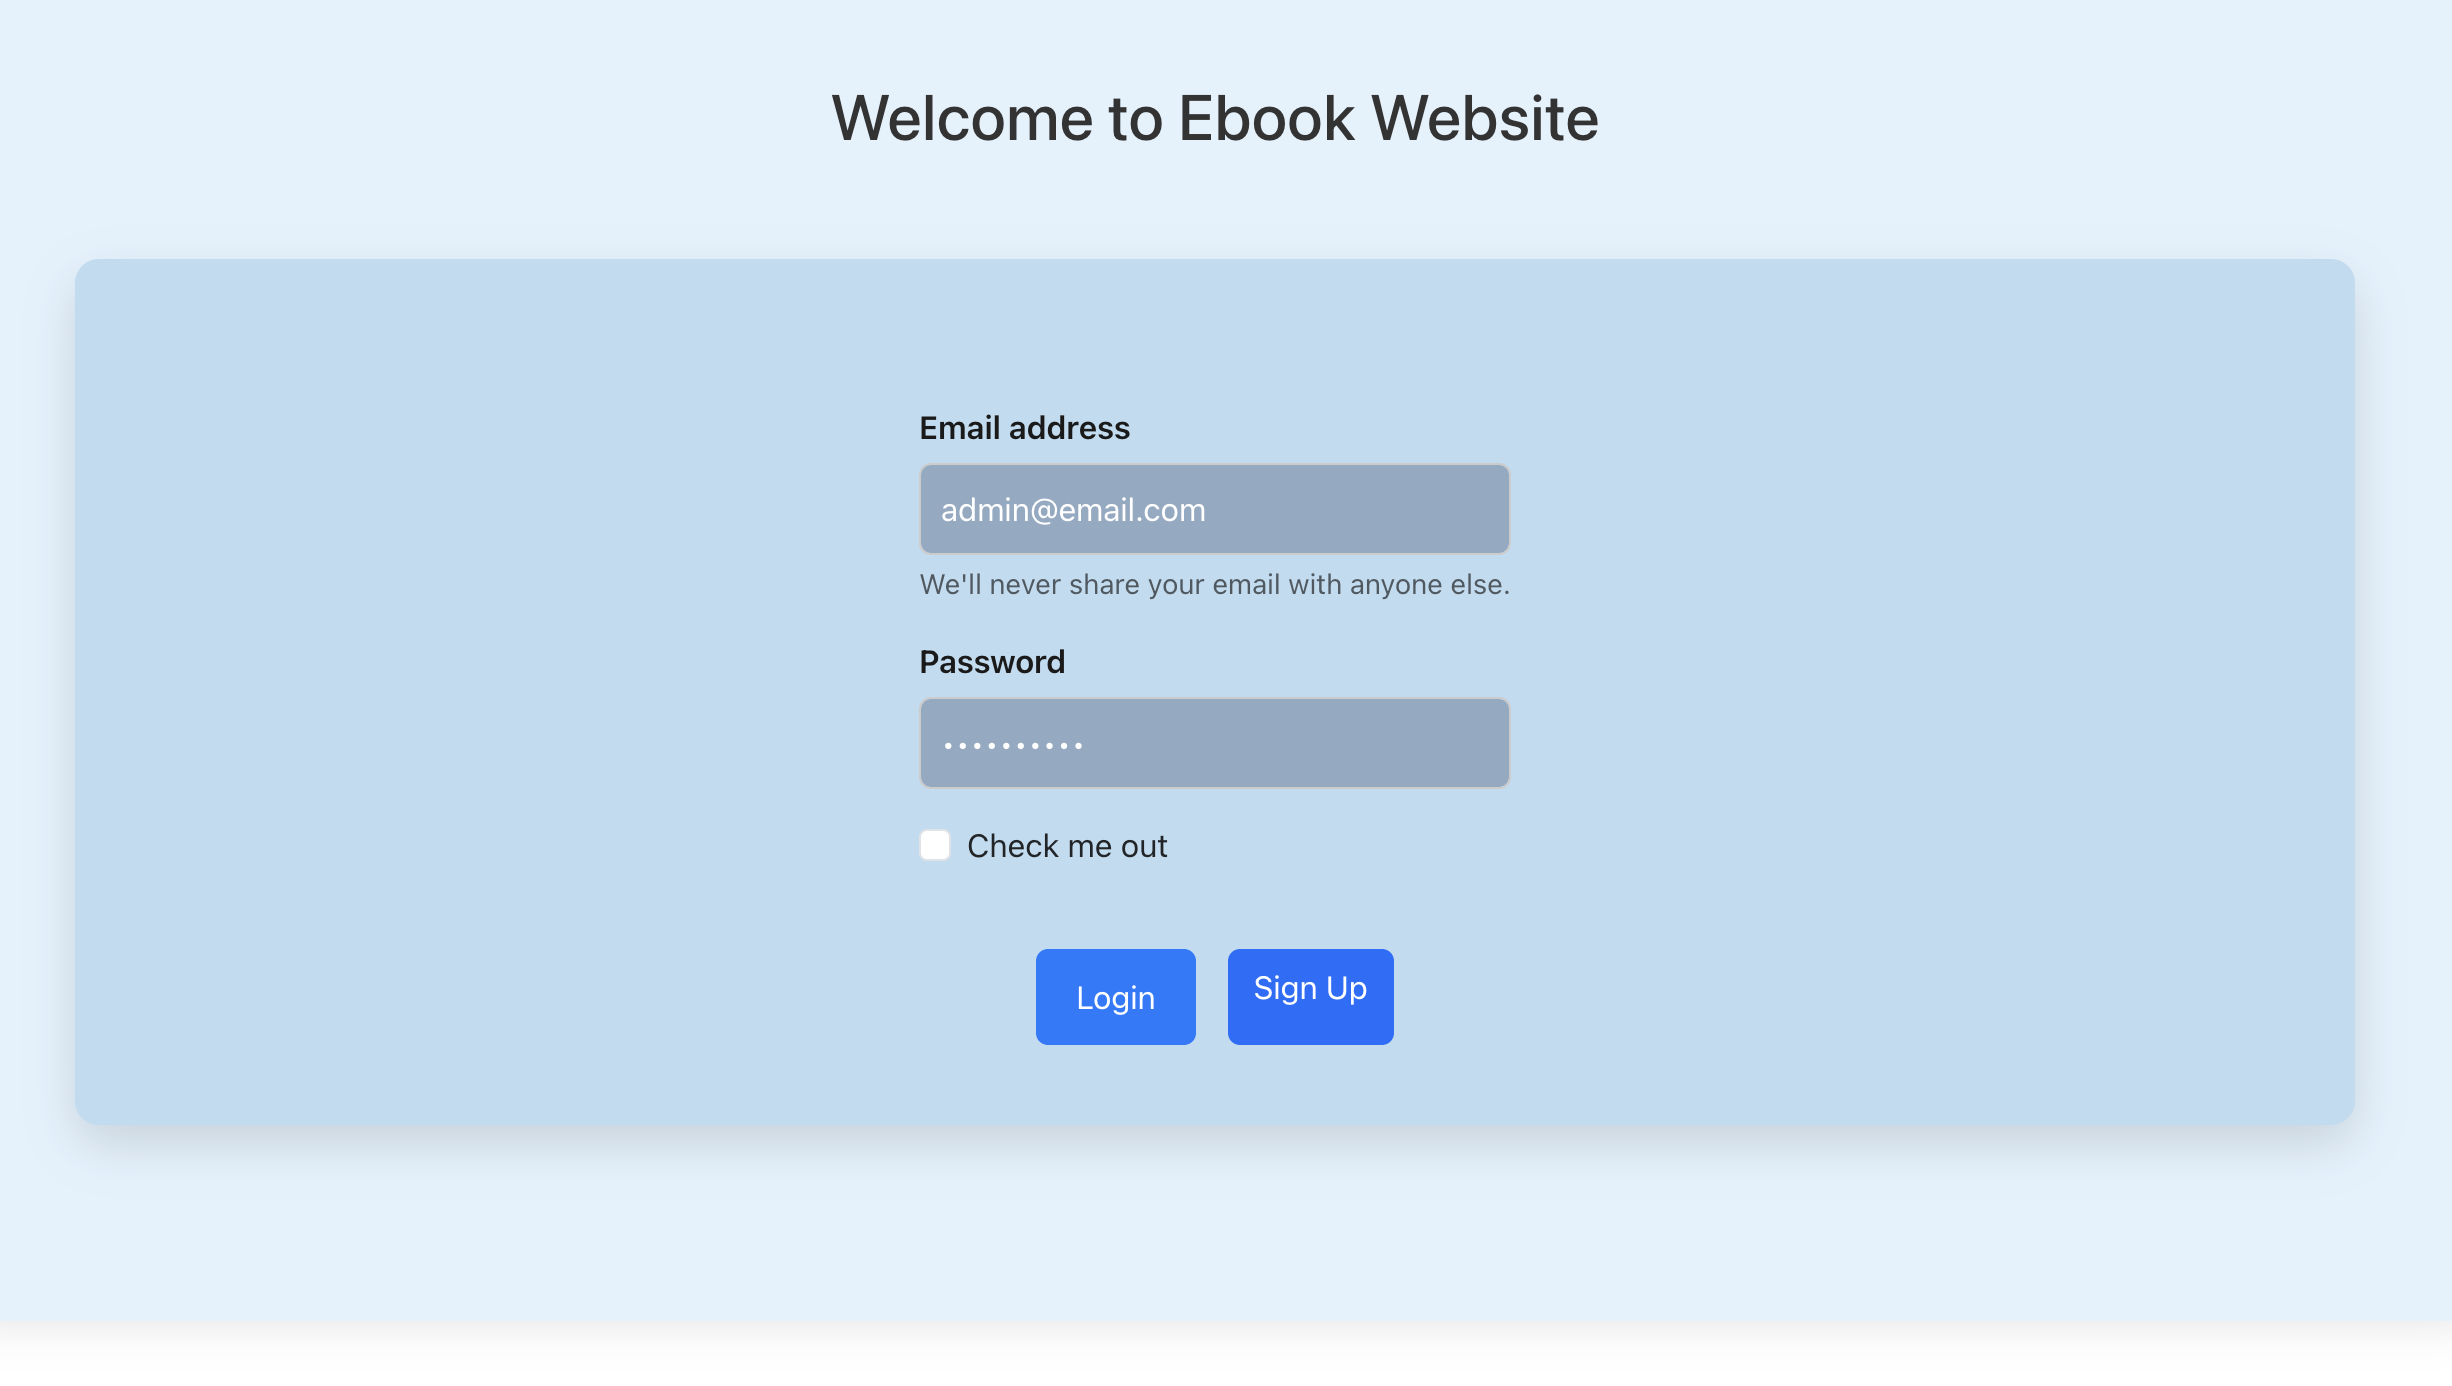 Welcome to Ebook Website
Email address
admin@email.com
We'll never share your email with anyone else.
Password
••••••••••
Check me out
Login
Sign Up